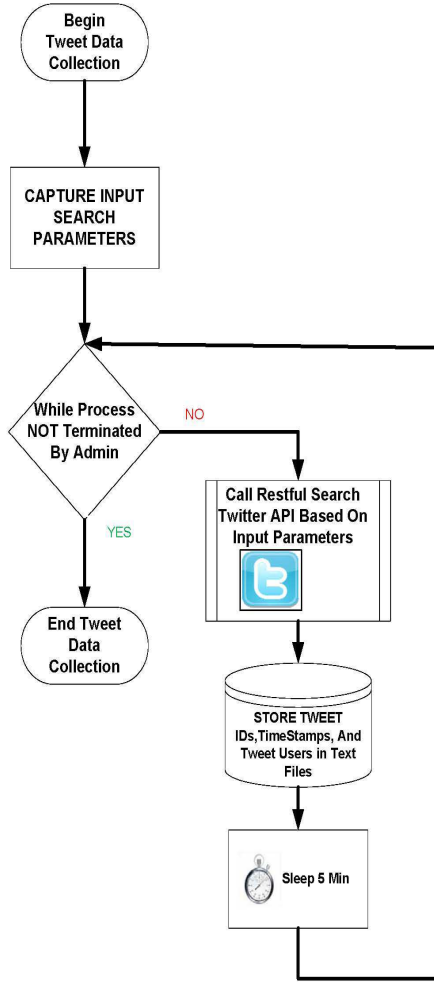 Begin
Tweet Data
Collection
CAPTURE INPUT
SEARCH
PARAMETERS
While Process
NOT Terminated
By Admin
NO
YES
Call Restful Search
Twitter API Based On
Input Parameters
End Tweet
Data
Collection
STORE TWEET
IDs,TimeStamps, And
Tweet Users in Text
Files
Sleep 5 Min